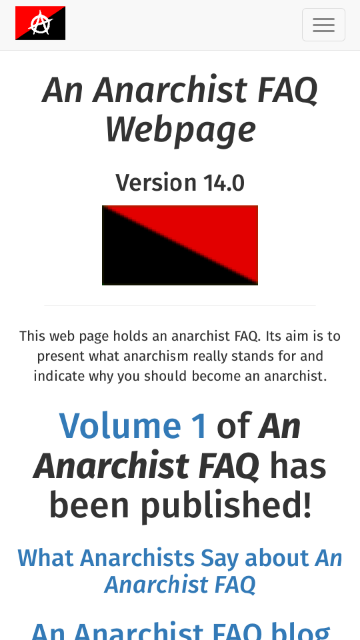 An Anarchist FAQ
Webpage
Version 14.0
This web page holds an anarchist FAQ. Its aim is to
present what anarchism really stands for and
indicate why you should become an anarchist.
Volume 1 of An
Anarchist FAQ has
been published!
What Anarchists Say about An
Anarchist FAQ
An Anarchist FAQ blog